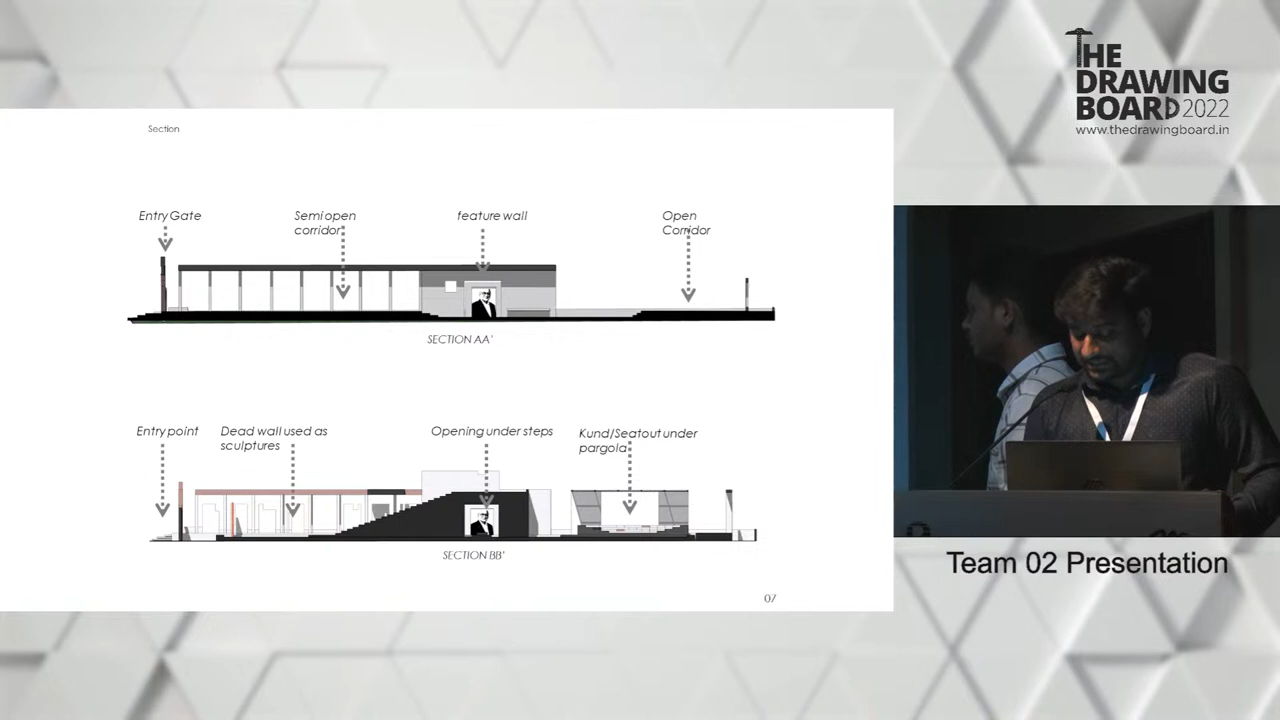 THE
DRAWING
BOARD 2022
www.thedrawingboard.in
Section
Entry Gate
Semi open
corridor
feature wall
Open
Corridor
SECTION AA'
Entry point
Dead wall used as
sculptures
Opening under steps
Kund/Seatout under
pargola
SECTION BB'
07
Team 02 Presentation